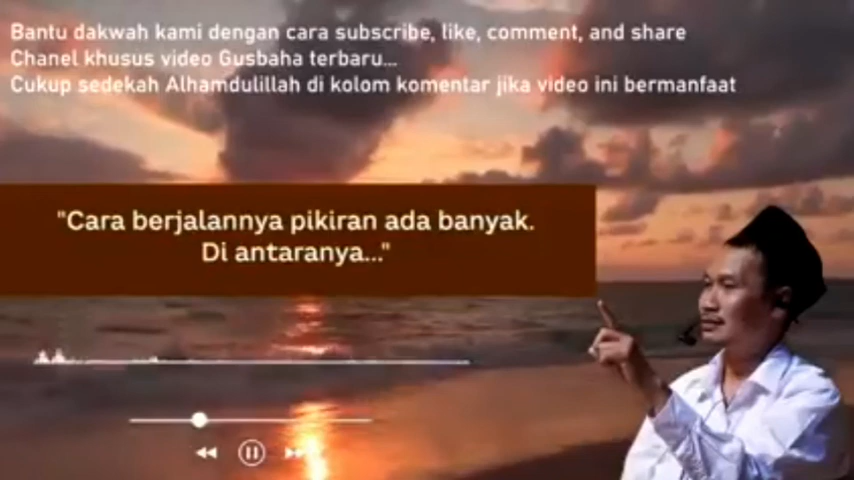 Bantu dakwah kami dengan cara subscribe, like, comment, and share
Chanel khusus video Gusbaha terbaru...
Cukup sedekah Alhamdulillah di kolom komentar jika video ini bermanfaat
"Cara berjalannya pikiran ada banyak.
Di antaranya..."